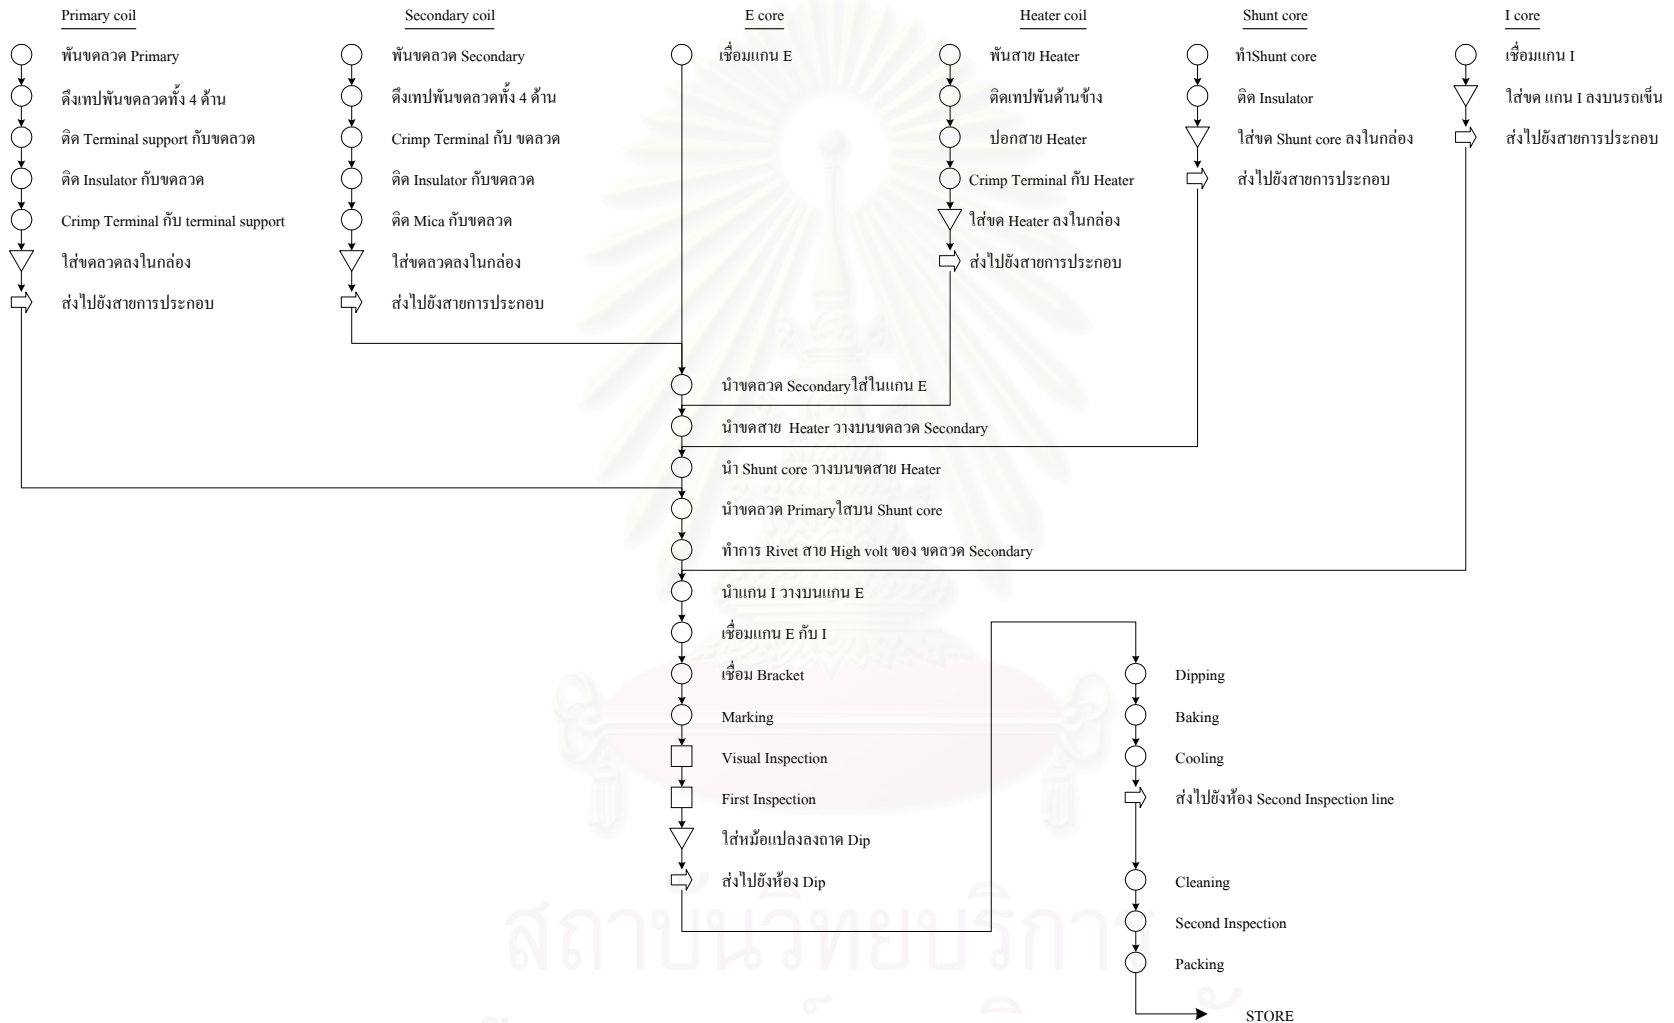 Primary coil
พันขดลวด Primary
ดึงเทปพันขดลวดทั้ง 4 ด้าน
ติด Terminal support กับขดลวด
ติด Insulator กับขดลวด
Crimp Terminal กับ terminal support
ใส่ขดลวดลงในกล่อง
ส่งไปยังสายการประกอบ
Secondary coil
พันขดลวด Secondary
ดึงเทปพันขดลวดทั้ง 4 ด้าน
Crimp Terminal กับ ขดลวด
ติด Insulator กับขดลวด
ติด Mica กับขดลวด
ใส่ขดลวดลงในกล่อง
ส่งไปยังสายการประกอบ
E core
เชื่อมแกน E
Heater coil
พันสาย Heater
ติดเทปพันด้านข้าง
ปอกสาย Heater
Crimp Terminal กับ Heater
ใส่ขด Heater ลงในกล่อง
ส่งไปยังสายการประกอบ
Shunt core
ทำShunt core
ติด Insulator
ใส่ขด Shunt core ลงในกล่อง
ส่งไปยังสายการประกอบ
I core
เชื่อมแกน I
ใส่ขด แกน I ลงบนรถเข็น
ส่งไปยังสายการประกอบ
นำขดลวด Secondaryใส่ในแกน E
นำขดสาย Heater วางบนขดลวด Secondary
นำ Shunt core วางบนขดสาย Heater
นำขดลวด Primaryใสบน Shunt core
ทำการ Rivet สาย High volt ของ ขดลวด Secondary
นำแกน I วางบนแกน E
เชื่อมแกน E กับ I
เชื่อม Bracket
Marking
Visual Inspection
First Inspection
ใส่หม้อแปลงลงถาด Dip
ส่งไปยังห้อง Dip
Dipping
Baking
Cooling
ส่งไปยังห้อง Second Inspection line
Cleaning
Second Inspection
Packing
STORE
สถาบันวิทยบริการ